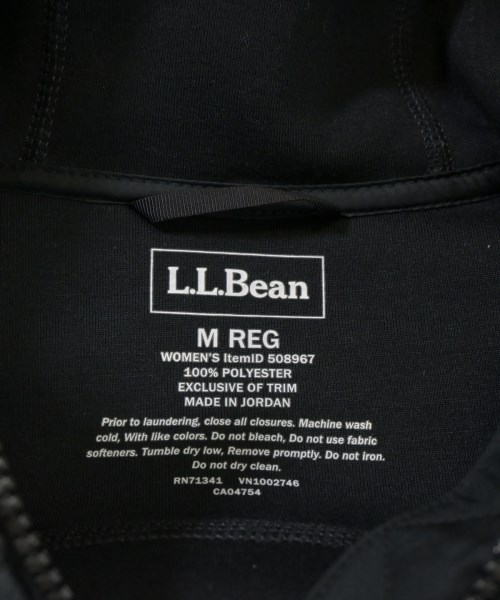 L.L.Bean
M REG
WOMEN'S ItemID 508967
100% POLYESTER
EXCLUSIVE OF TRIM
MADE IN JORDAN
Prior to laundering, close all closures. Machine wash
cold, With like colors. Do not bleach, Do not use fabric
softeners. Tumble dry low, Remove promptly. Do not iron.
Do not dry clean.
RN71341 VN1002746
CA04754